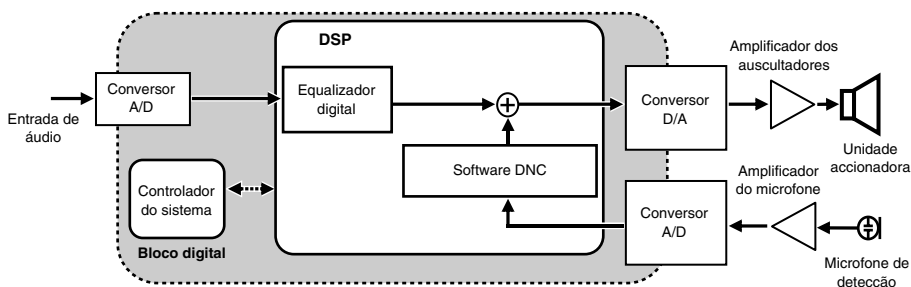 DSP
Entrada de
áudio
Conversor
A/D
Equalizador
digital
Software DNC
Controlador
do sistema
Bloco digital
Conversor
D/A
Amplificador dos
auscultadores
Unidade
accionadora
Conversor
A/D
Amplificador
do microfone
Microfone de
detecção